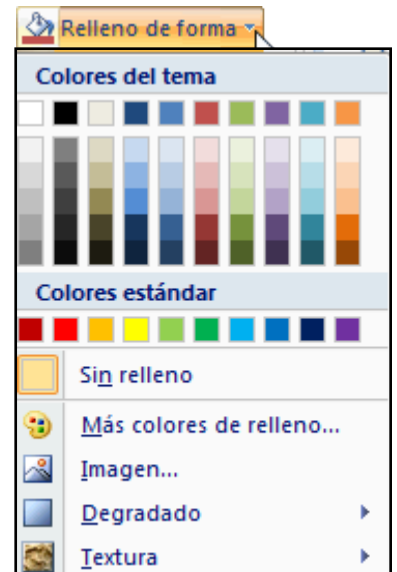 Relleno de forma
Colores del tema
Colores estándar
Sin relleno
Más colores de relleno...
Imagen...
Degradado
Textura